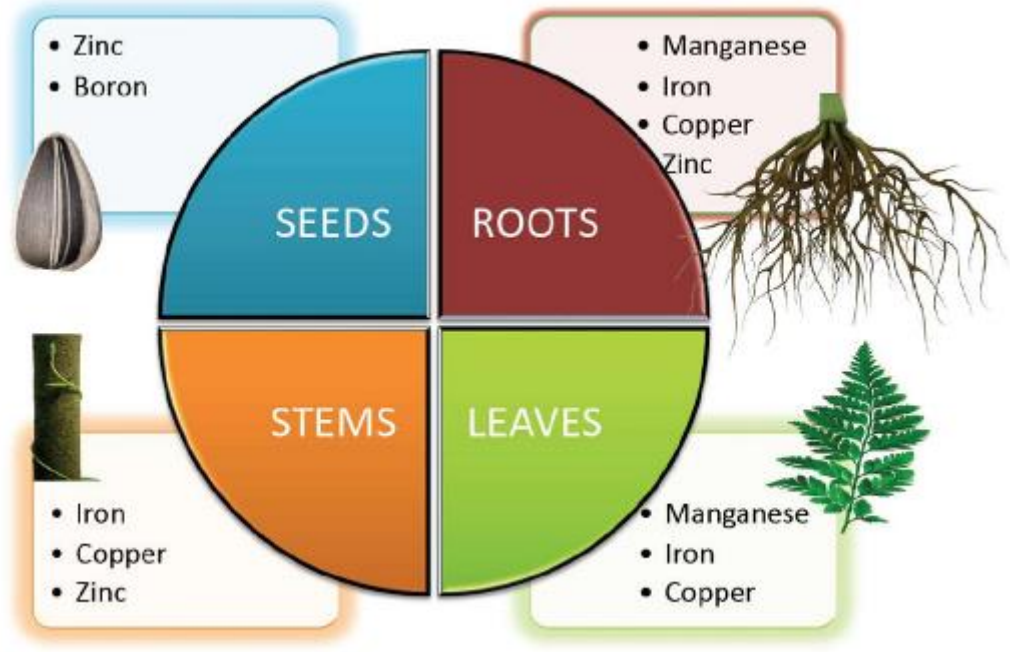 • Zinc
• Boron
SEEDS
• Manganese
• Iron
• Copper
Zinc
ROOTS
STEMS
• Iron
• Copper
• Zinc
LEAVES
• Manganese
• Iron
• Copper